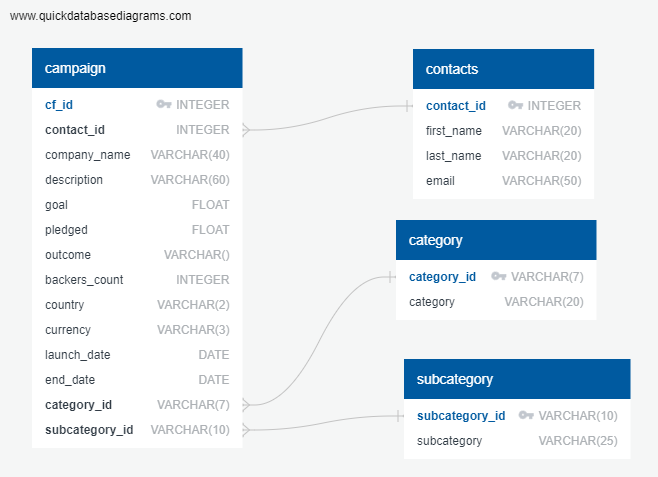 www.quickdatabasediagrams.com
campaign
cf_id INTEGER
contact_id INTEGER
company_name VARCHAR(40)
description VARCHAR(60)
goal FLOAT
pledged FLOAT
outcome VARCHAR()
backers_count INTEGER
country VARCHAR(2)
currency VARCHAR(3)
launch_date DATE
end_date DATE
category_id VARCHAR(7)
subcategory_id VARCHAR(10)
contacts
contact_id INTEGER
first_name VARCHAR(20)
last_name VARCHAR(20)
email VARCHAR(50)
category
category_id VARCHAR(7)
category VARCHAR(20)
subcategory
subcategory_id VARCHAR(10)
subcategory VARCHAR(25)